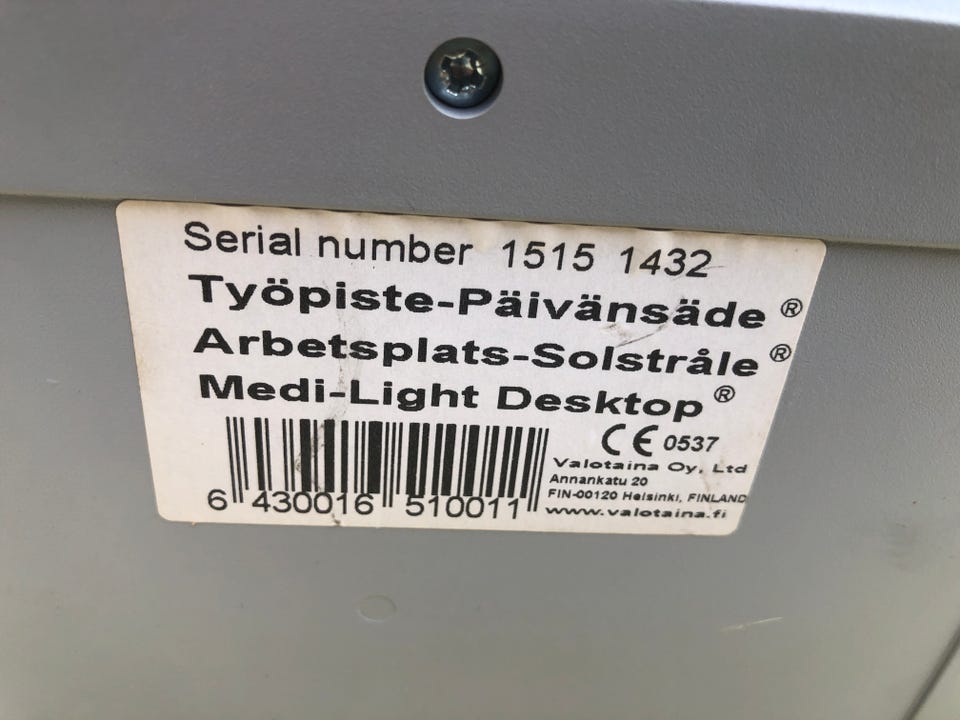 Serial number 1515 1432
Työpiste-Päivänsäde ®
Arbetsplats-Solstråle ®
Medi-Light Desktop ®
CE 0537
Valotaina Oy, Ltd
Annankatu 20
FIN-00120 Helsinki, FINLAND
www.valotaina.fi
6 430016 510011